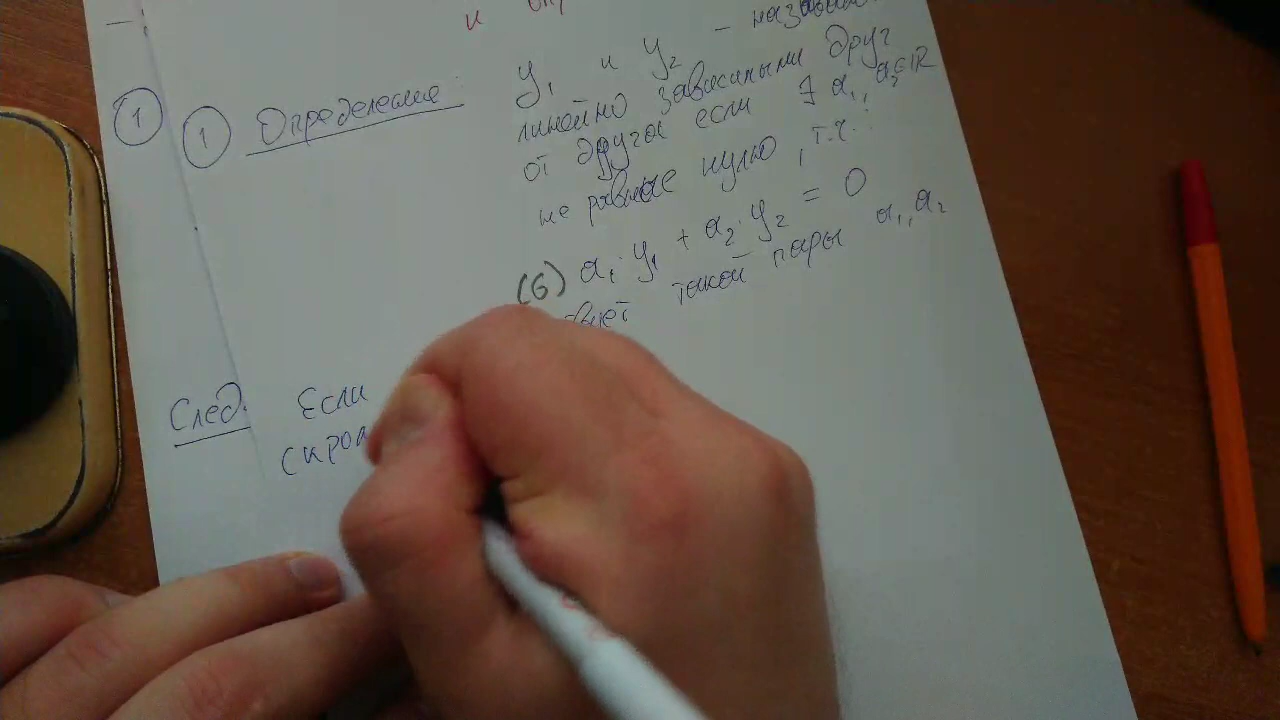 и
① ① Определение: y₁ и y₂ –
линейно зависимыми друг
от друга если ∃ α₁, α₂∈ℝ
не равные нулю, т.ч.:
(6) α₁·y₁ + α₂·y₂ = 0
такой пары α₁, α₂
След. Если